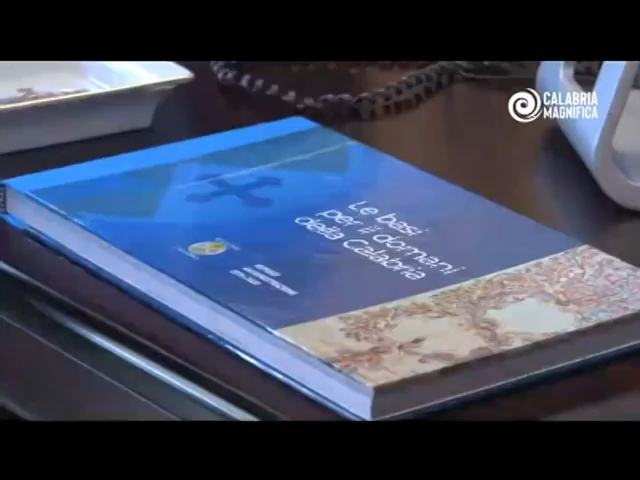 CALABRIA
MAGNIFICA
Le basi
per il domani
della Calabria